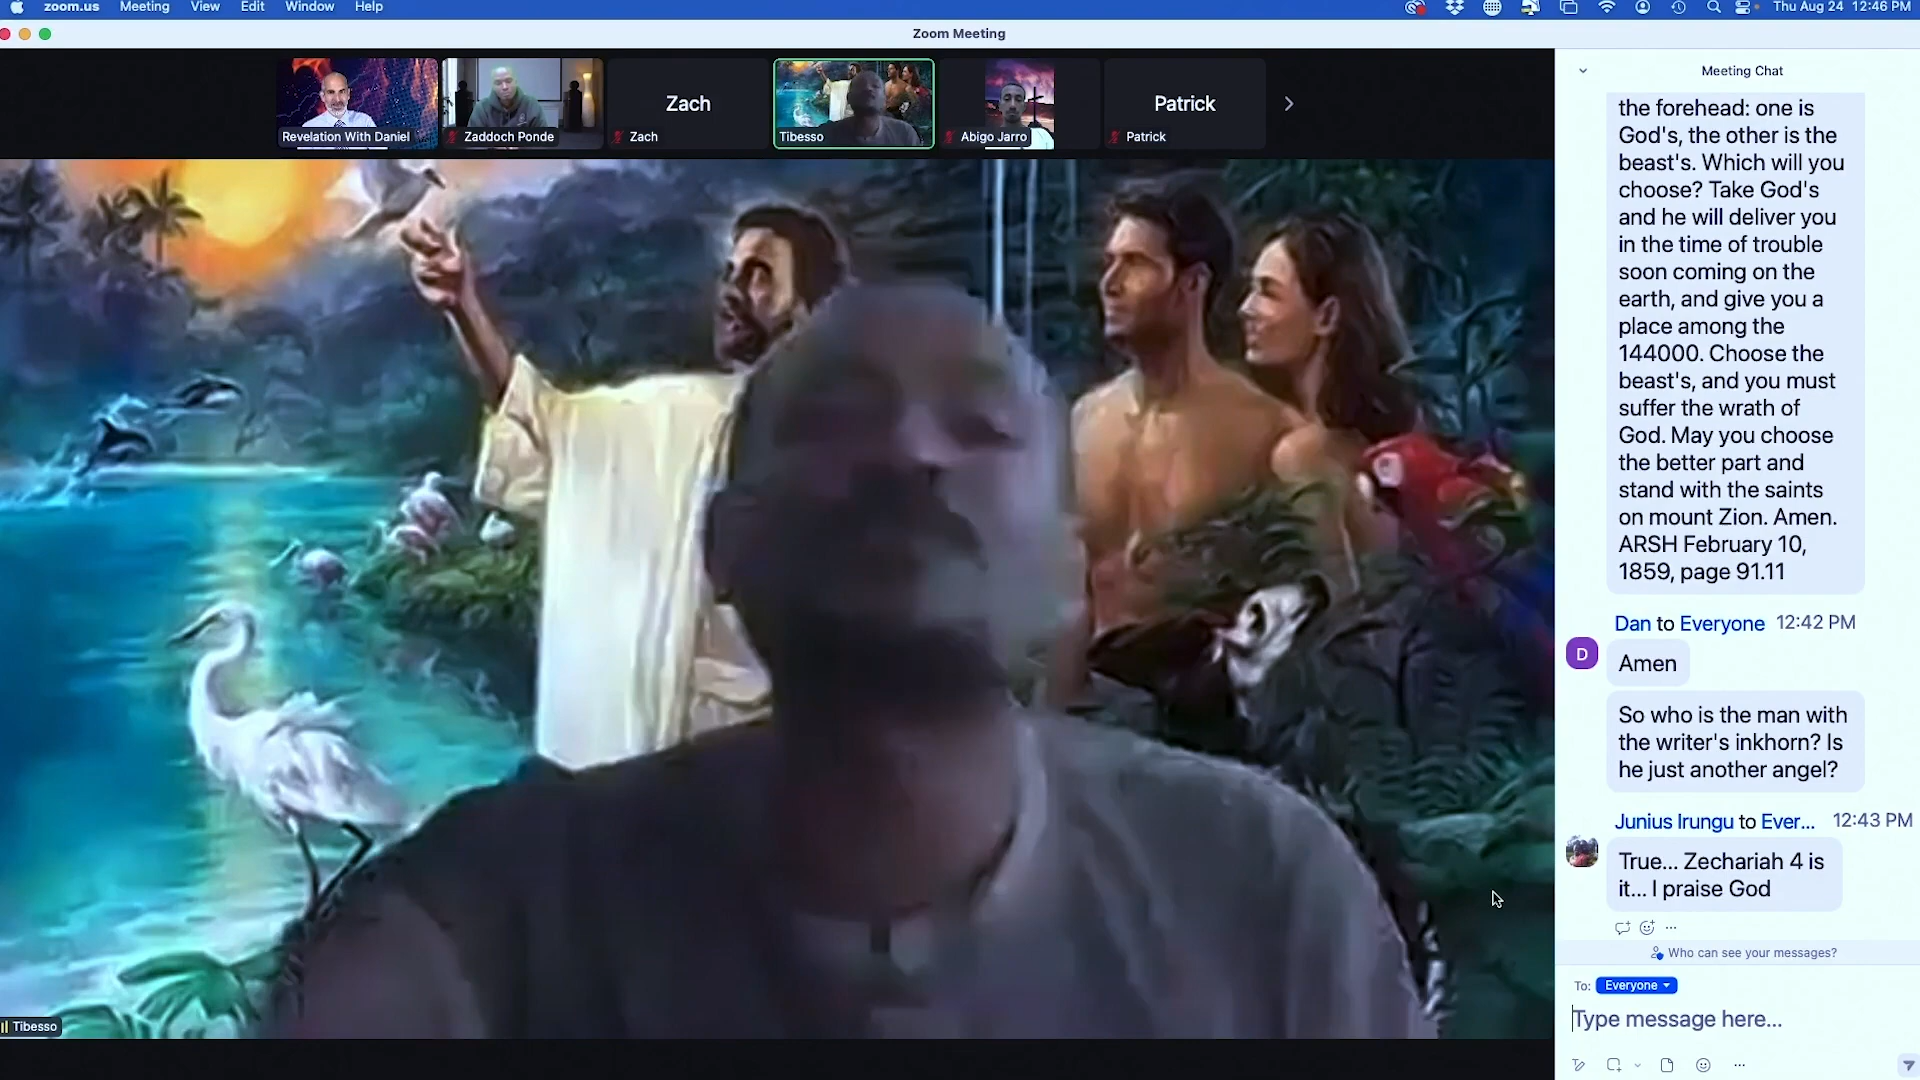 zoom.us Meeting View Edit Window Help Thu Aug 24 12:46 PM
Zoom Meeting
Meeting Chat
Zach
Patrick
Revelation With Daniel
Zaddoch Ponde
Zach
Tibesso
Abigo Jarro
Patrick
the forehead: one is
God's, the other is the
beast's. Which will you
choose? Take God's
and he will deliver you
in the time of trouble
soon coming on the
earth, and give you a
place among the
144000. Choose the
beast's, and you must
suffer the wrath of
God. May you choose
the better part and
stand with the saints
on mount Zion. Amen.
ARSH February 10,
1859, page 91.11
Dan to Everyone 12:42 PM
D
Amen
So who is the man with
the writer's inkhorn? Is
he just another angel?
Junius Irungu to Ever... 12:43 PM
True... Zechariah 4 is
it... I praise God
Who can see your messages?
To: Everyone
Type message here...
Tibesso